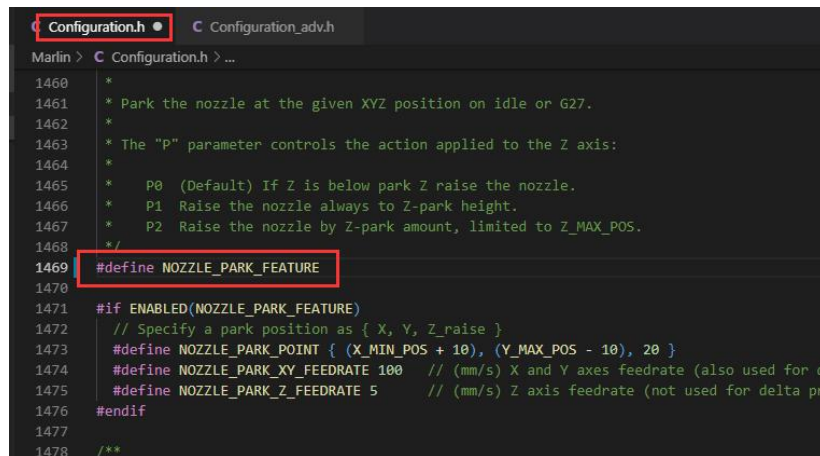 Configuration.h ● C Configuration_adv.h
Marlin > C Configuration.h > ...
1460 *
1461 * Park the nozzle at the given XYZ position on idle or G27.
1462 *
1463 * The "P" parameter controls the action applied to the Z axis:
1464 *
1465 *    P0  (Default) If Z is below park Z raise the nozzle.
1466 *    P1  Raise the nozzle always to Z-park height.
1467 *    P2  Raise the nozzle by Z-park amount, limited to Z_MAX_POS.
1468 */
1469 #define NOZZLE_PARK_FEATURE
1470
1471 #if ENABLED(NOZZLE_PARK_FEATURE)
1472   // Specify a park position as { X, Y, Z_raise }
1473   #define NOZZLE_PARK_POINT { (X_MIN_POS + 10), (Y_MAX_POS - 10), 20 }
1474   #define NOZZLE_PARK_XY_FEEDRATE 100   // (mm/s) X and Y axes feedrate (also used for
1475   #define NOZZLE_PARK_Z_FEEDRATE 5      // (mm/s) Z axis feedrate (not used for delta
1476 #endif
1477
1478 /**